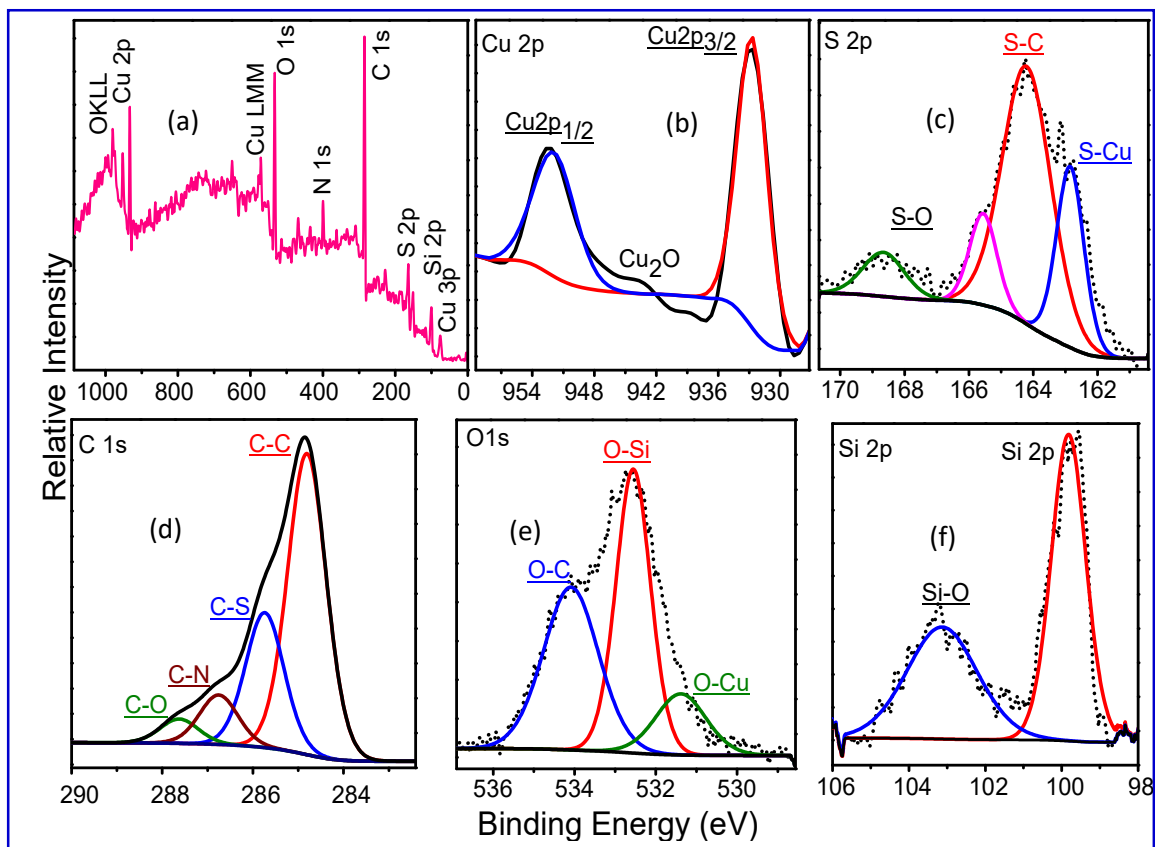 Relative Intensity
(a)
OKLL
Cu 2p
Cu LMM
O 1s
N 1s
C 1s
S 2p
Si 2p
Cu 3p
1000 800 600 400 200 0
Cu 2p
Cu2p3/2
Cu2p1/2
(b)
Cu2O
954 948 942 936 930
S 2p
S-C
(c)
S-Cu
S-O
170 168 166 164 162
C 1s
C-C
(d)
C-S
C-N
C-O
290 288 286 284
O1s
O-Si
(e)
O-C
O-Cu
536 534 532 530
Si 2p
Si 2p
(f)
Si-O
106 104 102 100 98
Binding Energy (eV)